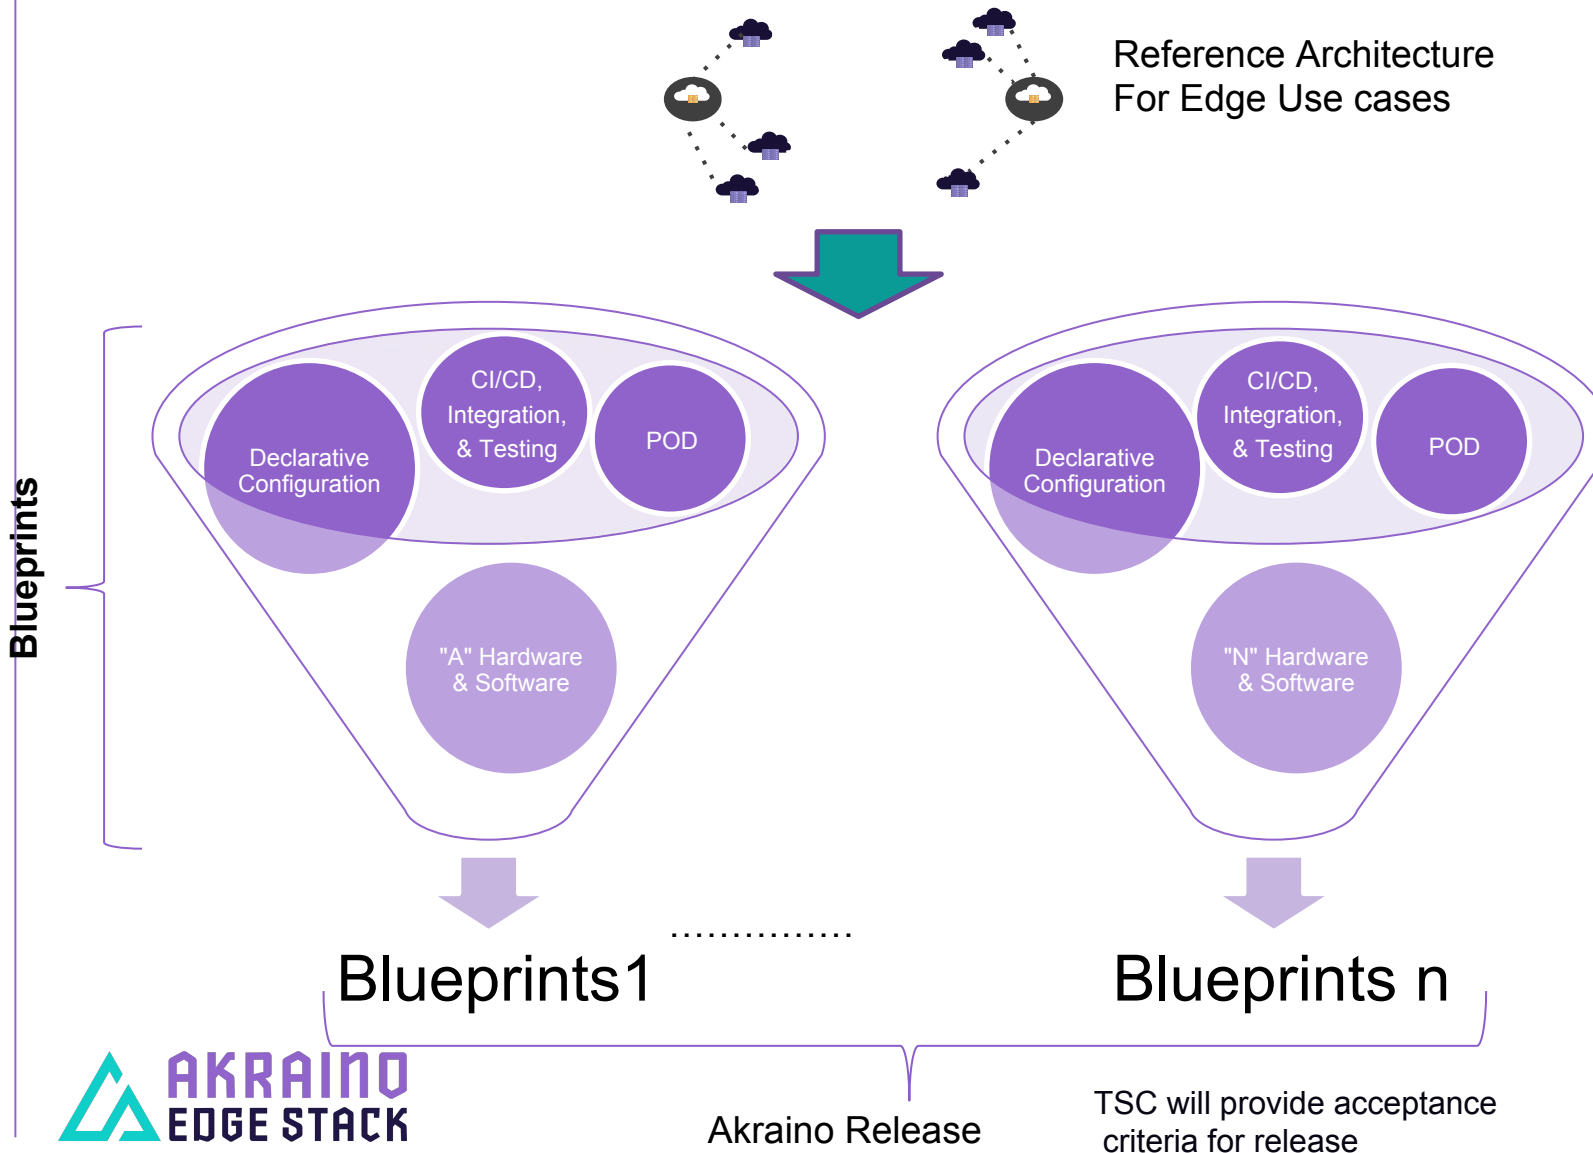 Reference Architecture
For Edge Use cases
Blueprints
CI/CD,
Integration,
& Testing
POD
Declarative
Configuration
"A" Hardware
& Software
CI/CD,
Integration,
& Testing
POD
Declarative
Configuration
"N" Hardware
& Software
...............
Blueprints1
Blueprints n
AKRAINO
EDGE STACK
Akraino Release
TSC will provide acceptance
criteria for release